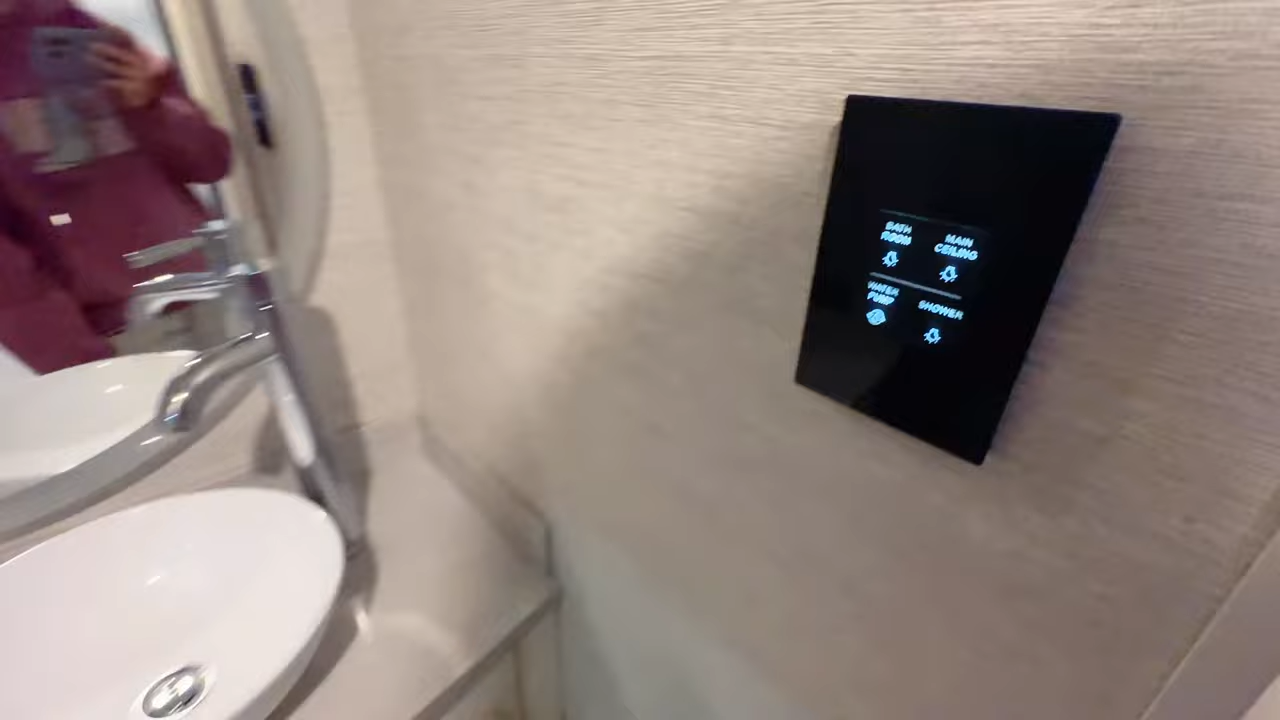 BATH
ROOM
MAIN
CEILING
WATER
PUMP
SHOWER